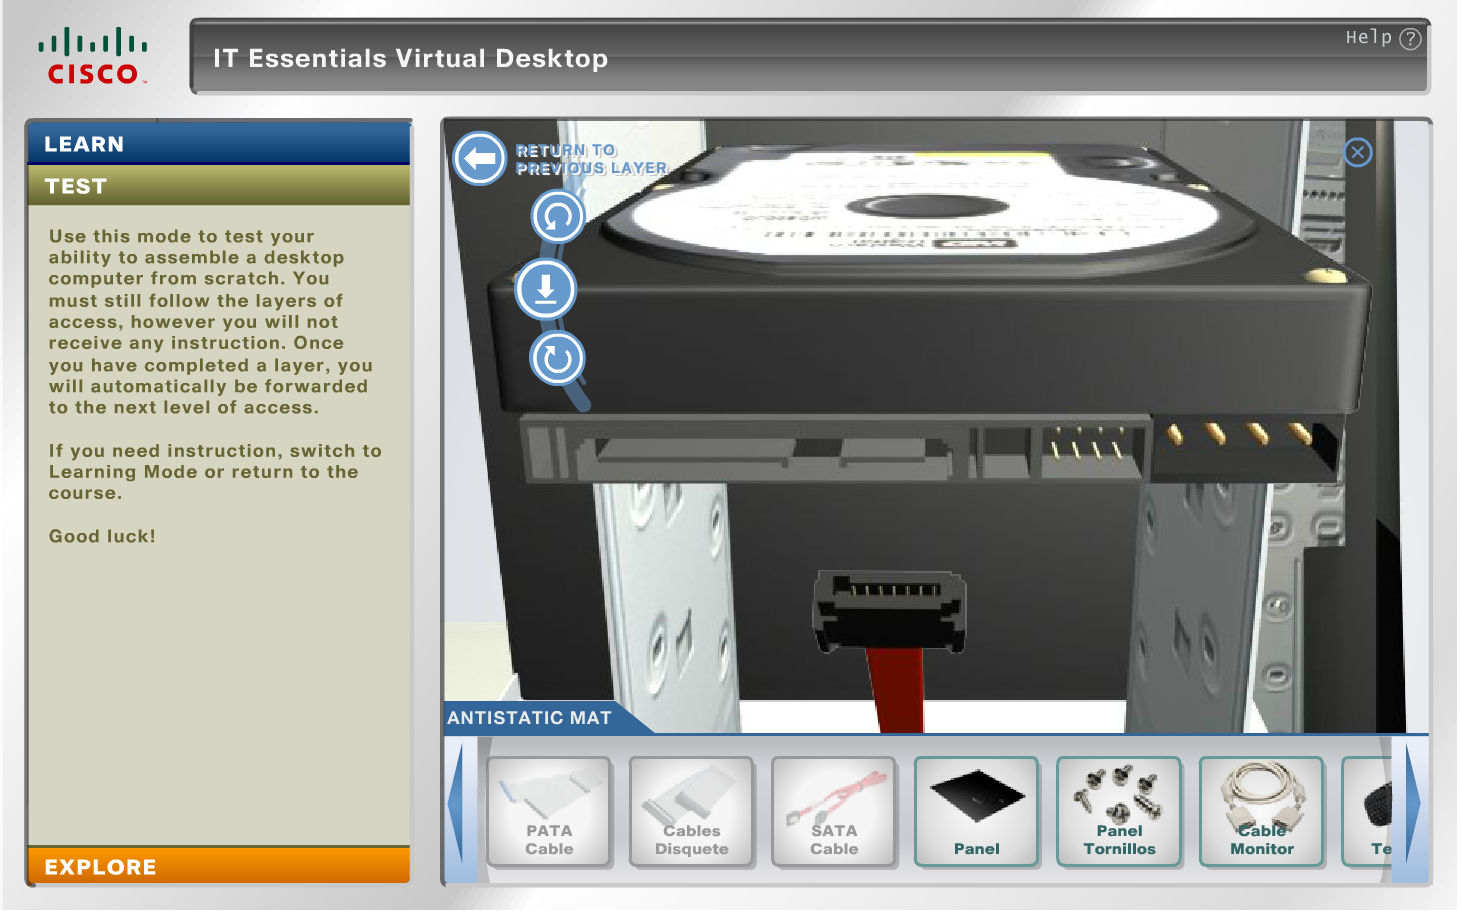 CISCO
IT Essentials Virtual Desktop
Help ?
LEARN
TEST
Use this mode to test your
ability to assemble a desktop
computer from scratch. You
must still follow the layers of
access, however you will not
receive any instruction. Once
you have completed a layer, you
will automatically be forwarded
to the next level of access.
If you need instruction, switch to
Learning Mode or return to the
course.
Good luck!
EXPLORE
RETURN TO
PREVIOUS LAYER
ANTISTATIC MAT
PATA
Cable
Cables
Disquete
SATA
Cable
Panel
Panel
Tornillos
Cable
Monitor
Te